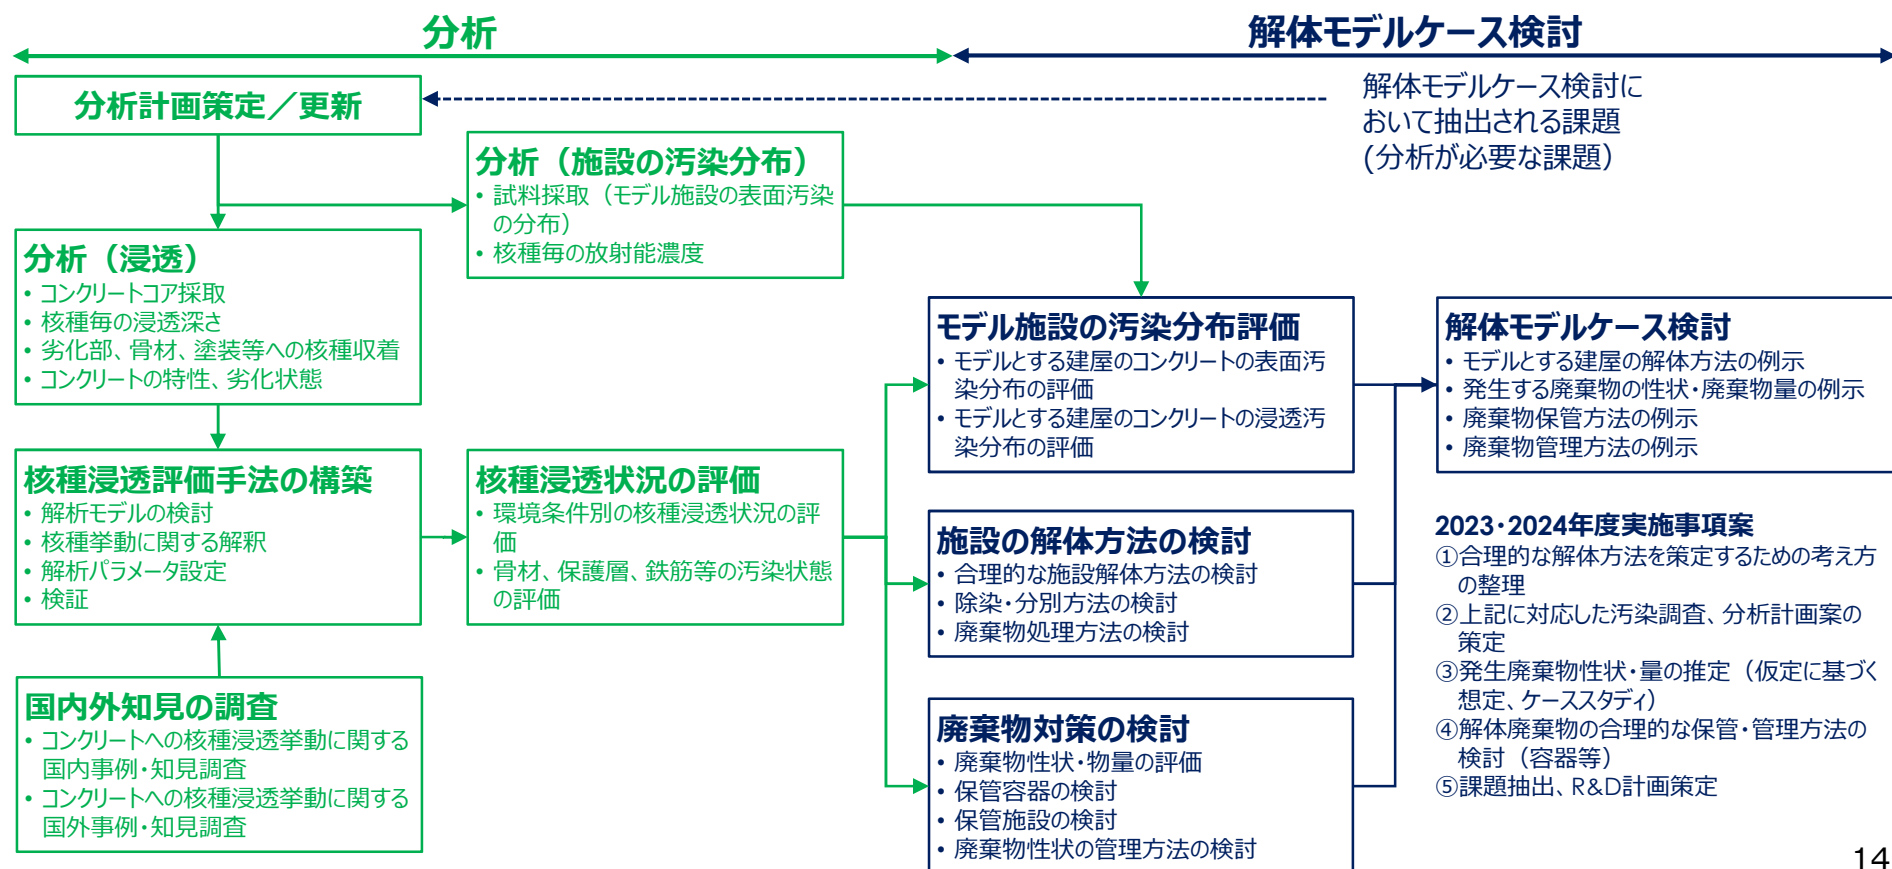 分析
解体モデルケース検討
分析計画策定／更新
解体モデルケース検討に
おいて抽出される課題
(分析が必要な課題）
分析（施設の汚染分布）
• 試料採取（モデル施設の表面汚染
の分布）
• 核種毎の放射能濃度
分析（浸透）
• コンクリートコア採取
• 核種毎の浸透深さ
• 劣化部、骨材、塗装等への核種収着
• コンクリートの特性、劣化状態
核種浸透評価手法の構築
• 解析モデルの検討
• 核種挙動に関する解釈
• 解析パラメータ設定
• 検証
核種浸透状況の評価
• 環境条件別の核種浸透状況の評
価
• 骨材、保護層、鉄筋等の汚染状態
の評価
国内外知見の調査
• コンクリートへの核種浸透挙動に関する
国内事例・知見調査
• コンクリートへの核種浸透挙動に関する
国外事例・知見調査
モデル施設の汚染分布評価
• モデルとする建屋のコンクリートの表面汚
染分布の評価
• モデルとする建屋のコンクリートの浸透汚
染分布の評価
施設の解体方法の検討
• 合理的な施設解体方法の検討
• 除染・分別方法の検討
• 廃棄物処理方法の検討
廃棄物対策の検討
• 廃棄物性状・物量の評価
• 保管容器の検討
• 保管施設の検討
• 廃棄物性状の管理方法の検討
解体モデルケース検討
• モデルとする建屋の解体方法の例示
• 発生する廃棄物の性状・廃棄物量の例示
• 廃棄物保管方法の例示
• 廃棄物管理方法の例示
2023・2024年度実施事項案
①合理的な解体方法を策定するための考え方
の整理
②上記に対応した汚染調査、分析計画案の
策定
③発生廃棄物性状・量の推定（仮定に基づく
想定、ケーススタディ）
④解体廃棄物の合理的な保管・管理方法の
検討（容器等）
⑤課題抽出、R&D計画策定
14